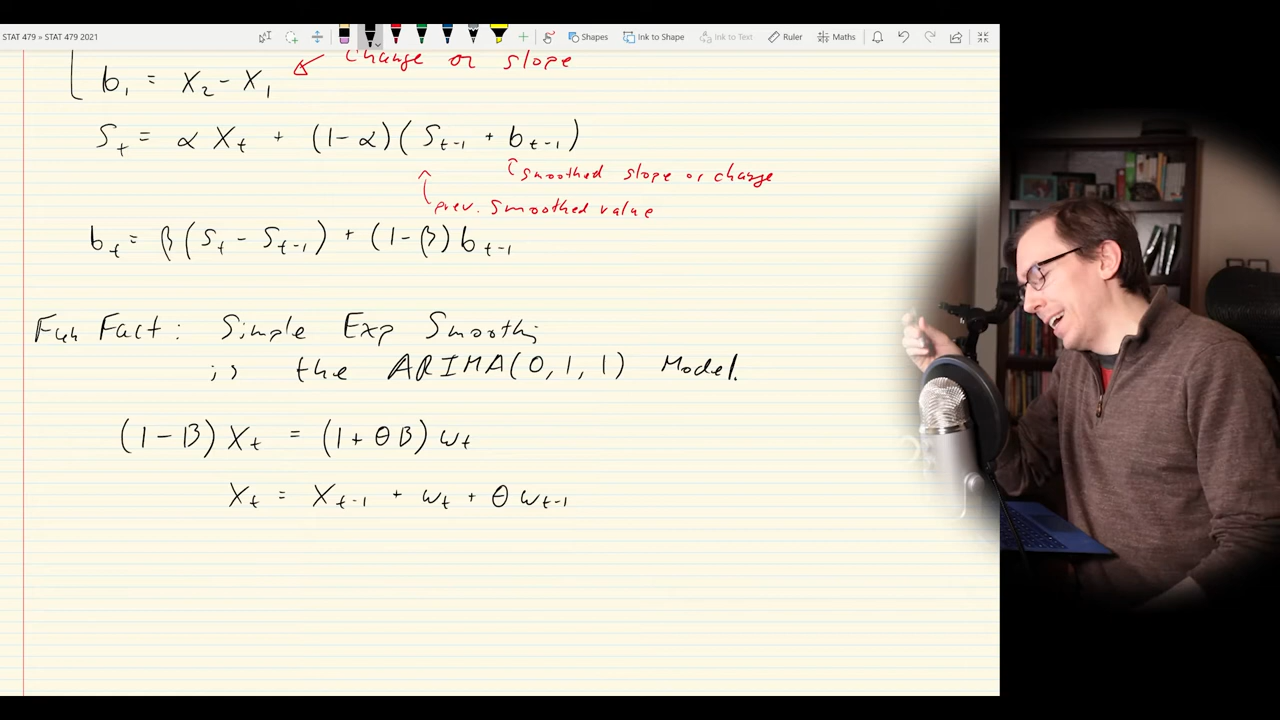 STAT 479 » STAT 479 2021
Shapes
Ink to Shape
Ink to Text
Ruler
Maths
change or slope
b₁ = X₂ - X₁
Sₜ = α Xₜ + (1-α)( Sₜ₋₁ + bₜ₋₁)
smoothed slope or change
prev. smoothed value
bₜ = β (Sₜ - Sₜ₋₁) + (1-β) bₜ₋₁
Fun Fact: Simple Exp Smoothing
is the ARIMA(0,1,1) Model.
(1-B) Xₜ = (1+θB) wₜ
Xₜ = Xₜ₋₁ + wₜ + θ wₜ₋₁